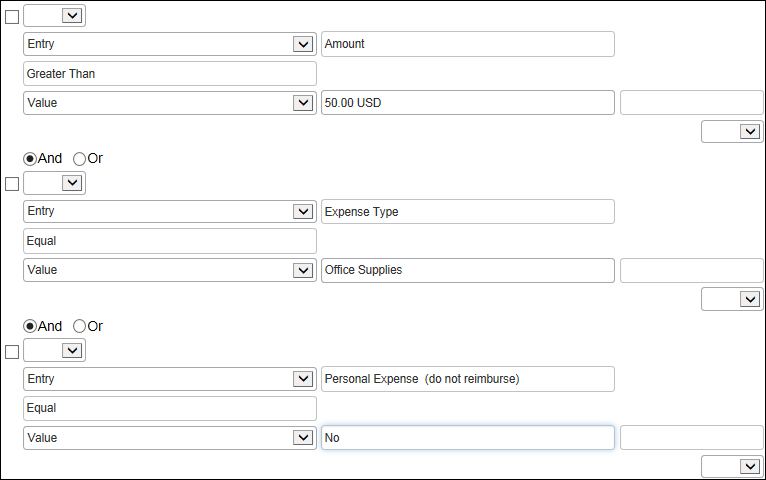 Entry Amount
Greater Than
Value 50.00 USD
And Or
Entry Expense Type
Equal
Value Office Supplies
And Or
Entry Personal Expense (do not reimburse)
Equal
Value No